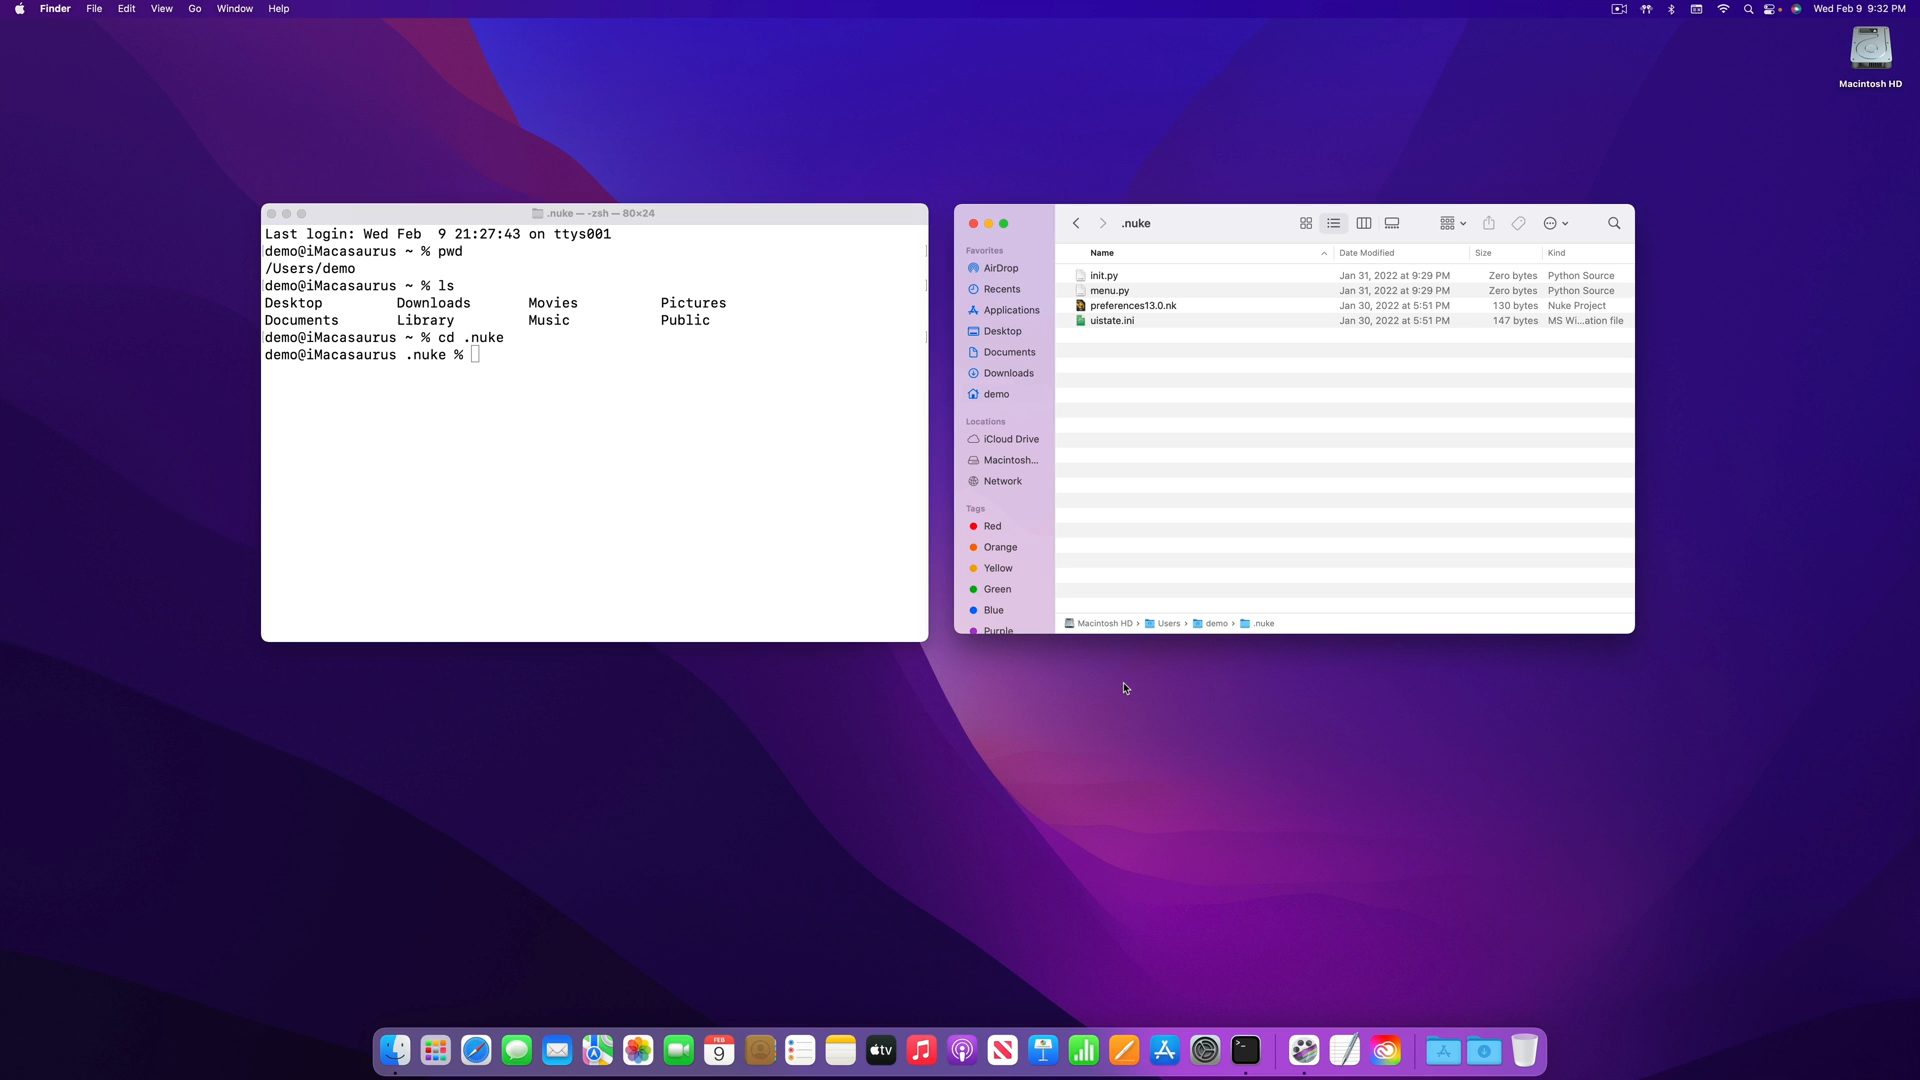 Finder File Edit View Go Window Help Wed Feb 9 9:32 PM
Macintosh HD
.nuke — -zsh — 80×24
Last login: Wed Feb  9 21:27:43 on ttys001
demo@iMacasaurus ~ % pwd
/Users/demo
demo@iMacasaurus ~ % ls
Desktop Downloads Movies Pictures
Documents Library Music Public
demo@iMacasaurus ~ % cd .nuke
demo@iMacasaurus .nuke %
.nuke
Favorites
AirDrop
Recents
Applications
Desktop
Documents
Downloads
demo
Locations
iCloud Drive
Macintosh...
Network
Tags
Red
Orange
Yellow
Green
Blue
Purple
Name Date Modified Size Kind
init.py Jan 31, 2022 at 9:29 PM Zero bytes Python Source
menu.py Jan 31, 2022 at 9:29 PM Zero bytes Python Source
preferences13.0.nk Jan 30, 2022 at 5:51 PM 130 bytes Nuke Project
uistate.ini Jan 30, 2022 at 5:51 PM 147 bytes MS Wi...ation file
Macintosh HD › Users › demo › .nuke
FEB
9
tv
>_